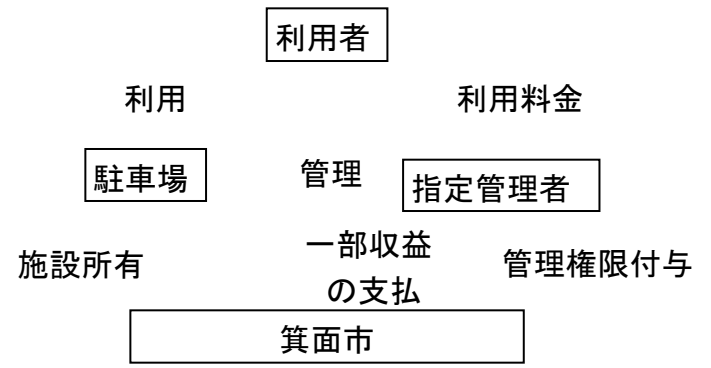 利用者
利用
利用料金
駐車場
管理
指定管理者
施設所有
一部収益
の支払
管理権限付与
箕面市